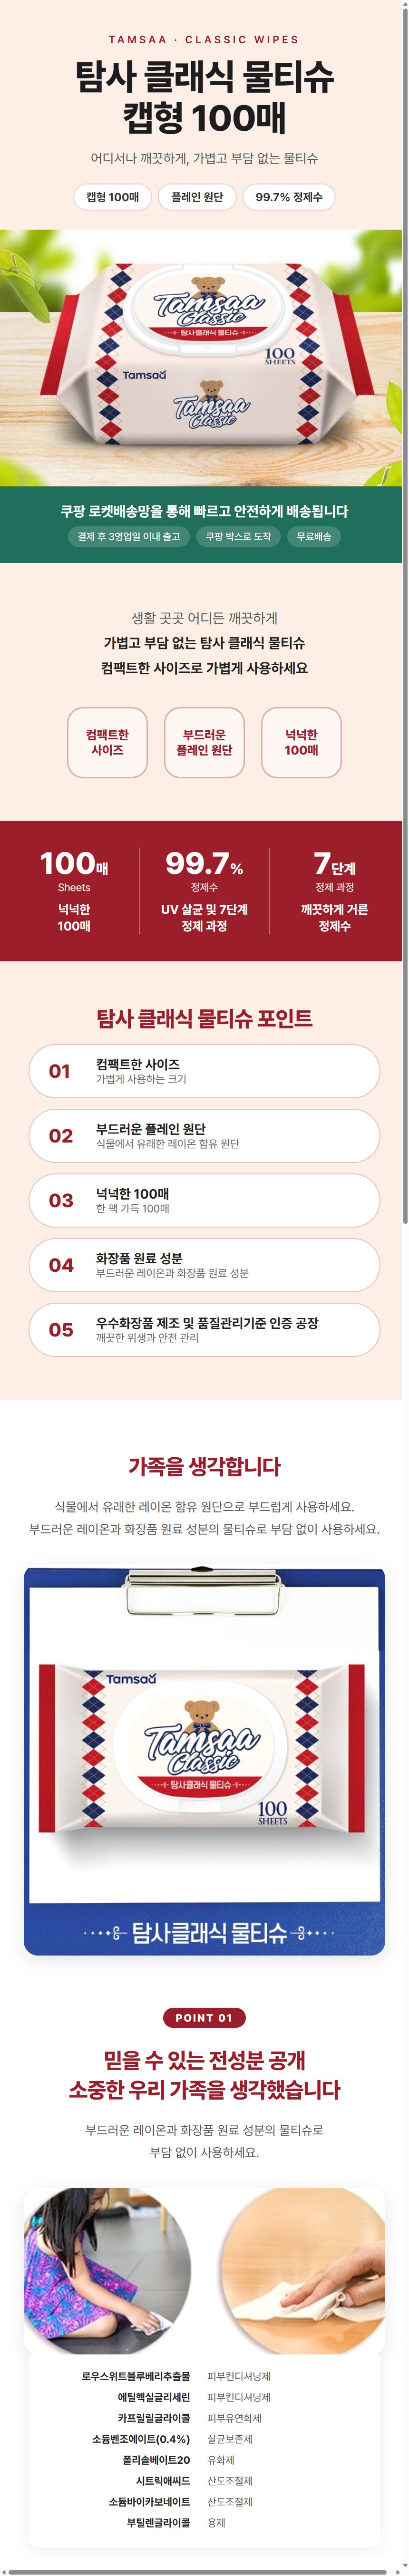 TAMSAA · CLASSIC WIPES
탐사 클래식 물티슈
캡형 100매
어디서나 깨끗하게, 가볍고 부담 없는 물티슈
캡형 100매
플레인 원단
99.7% 정제수
Tamsaa
Classic
탐사클래식 물티슈
100
SHEETS
Tamsaa
Tamsaa
Classic
쿠팡 로켓배송망을 통해 빠르고 안전하게 배송됩니다
결제 후 3영업일 이내 출고
쿠팡 박스로 도착
무료배송
생활 곳곳 어디든 깨끗하게
가볍고 부담 없는 탐사 클래식 물티슈
컴팩트한 사이즈로 가볍게 사용하세요
컴팩트한
사이즈
부드러운
플레인 원단
넉넉한
100매
100매
Sheets
넉넉한
100매
99.7%
정제수
UV 살균 및 7단계
정제 과정
7단계
정제 과정
깨끗하게 거른
정제수
탐사 클래식 물티슈 포인트
01
컴팩트한 사이즈
가볍게 사용하는 크기
02
부드러운 플레인 원단
식물에서 유래한 레이온 함유 원단
03
넉넉한 100매
한 팩 가득 100매
04
화장품 원료 성분
부드러운 레이온과 화장품 원료 성분
05
우수화장품 제조 및 품질관리기준 인증 공장
깨끗한 위생과 안전 관리
가족을 생각합니다
식물에서 유래한 레이온 함유 원단으로 부드럽게 사용하세요.
부드러운 레이온과 화장품 원료 성분의 물티슈로 부담 없이 사용하세요.
Tamsaa
Tamsaa
Classic
탐사클래식 물티슈
100
SHEETS
탐사클래식 물티슈
POINT 01
믿을 수 있는 전성분 공개
소중한 우리 가족을 생각했습니다
부드러운 레이온과 화장품 원료 성분의 물티슈로
부담 없이 사용하세요.
로우스위트블루베리추출물 피부컨디셔닝제
에틸헥실글리세린 피부컨디셔닝제
카프릴릴글라이콜 피부유연화제
소듐벤조에이트(0.4%) 살균보존제
폴리솔베이트20 유화제
시트릭애씨드 산도조절제
소듐바이카보네이트 산도조절제
부틸렌글라이콜 용제